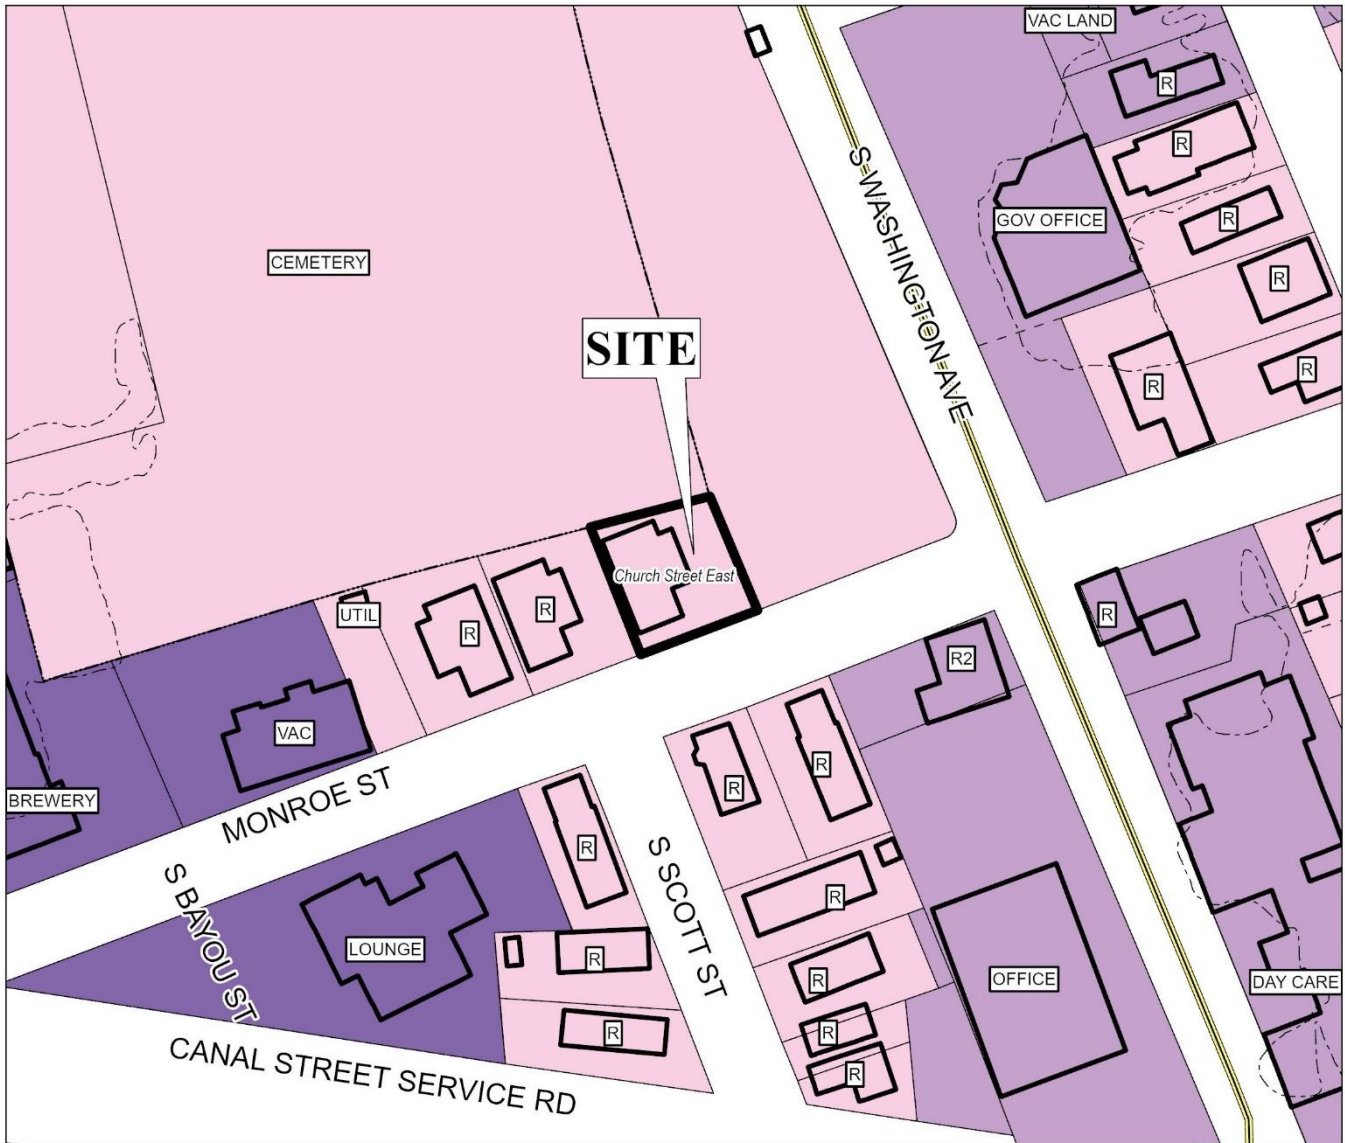 VAC LAND
R
R
S WASHINGTON AVE
GOV OFFICE
R
CEMETERY
R
SITE
R
R
Church Street East
UTIL
R
R
R
R2
VAC
R
R
BREWERY
MONROE ST
R
S SCOTT ST
S BAYOU ST
R
LOUNGE
R
R
OFFICE
DAY CARE
R
R
CANAL STREET SERVICE RD
R